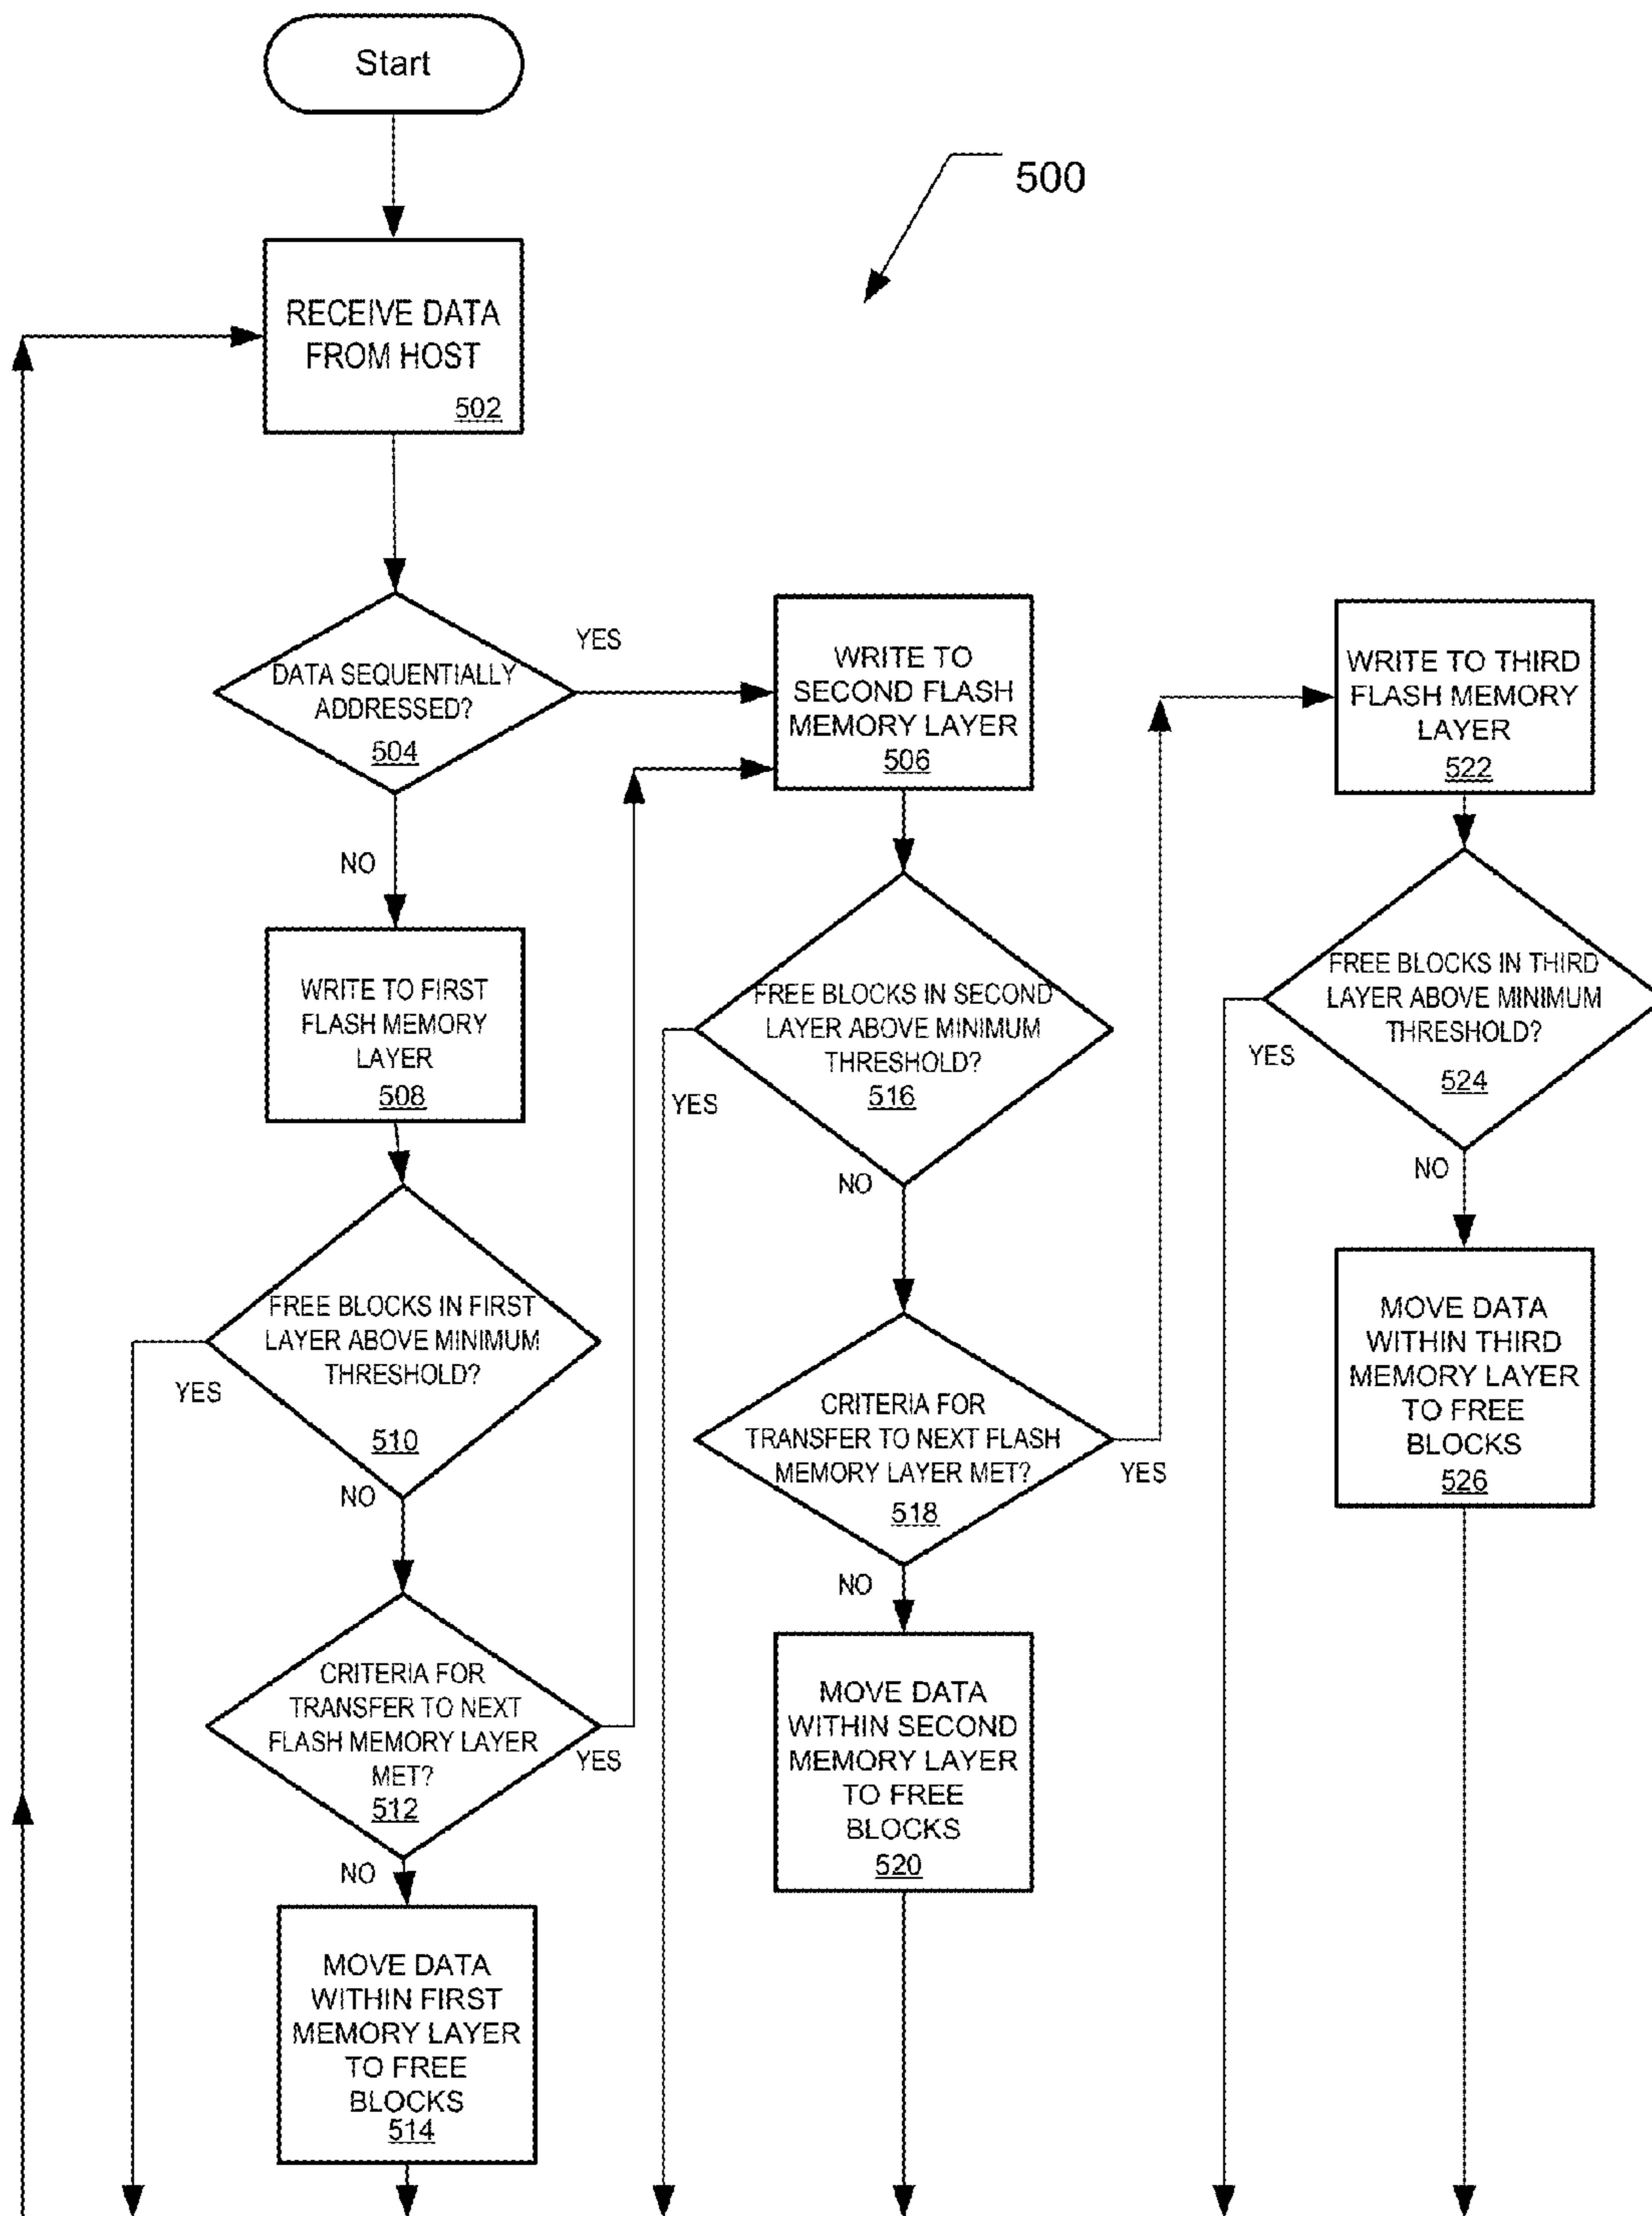 Start
500
RECEIVE DATA
FROM HOST
502
DATA SEQUENTIALLY
ADDRESSED?
504
YES
NO
WRITE TO FIRST
FLASH MEMORY
LAYER
508
FREE BLOCKS IN FIRST
LAYER ABOVE MINIMUM
THRESHOLD?
510
YES
NO
CRITERIA FOR
TRANSFER TO NEXT
FLASH MEMORY LAYER
MET?
512
YES
NO
MOVE DATA
WITHIN FIRST
MEMORY LAYER
TO FREE
BLOCKS
514
WRITE TO
SECOND FLASH
MEMORY LAYER
506
FREE BLOCKS IN SECOND
LAYER ABOVE MINIMUM
THRESHOLD?
516
YES
NO
CRITERIA FOR
TRANSFER TO NEXT FLASH
MEMORY LAYER MET?
518
YES
NO
MOVE DATA
WITHIN SECOND
MEMORY LAYER
TO FREE
BLOCKS
520
WRITE TO THIRD
FLASH MEMORY
LAYER
522
FREE BLOCKS IN THIRD
LAYER ABOVE MINIMUM
THRESHOLD?
524
YES
NO
MOVE DATA
WITHIN THIRD
MEMORY LAYER
TO FREE
BLOCKS
526